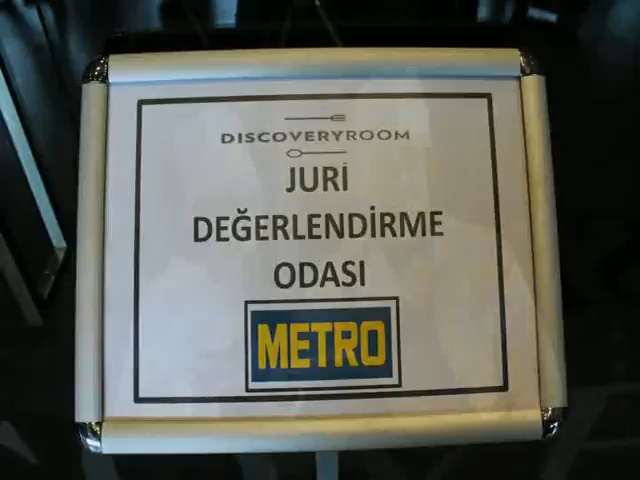 DISCOVERYROOM
JURİ
DEĞERLENDİRME
ODASI
METRO